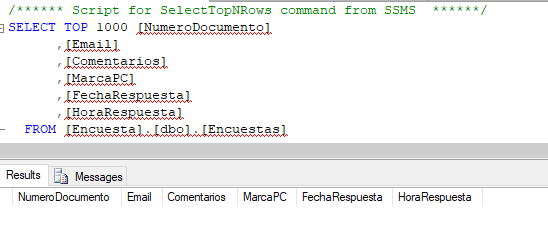 /****** Script for SelectTopNRows command from SSMS  ******/
SELECT TOP 1000 [NumeroDocumento]
      ,[Email]
      ,[Comentarios]
      ,[MarcaPC]
      ,[FechaRespuesta]
      ,[HoraRespuesta]
  FROM [Encuesta].[dbo].[Encuestas]
Results Messages
NumeroDocumento Email Comentarios MarcaPC FechaRespuesta HoraRespuesta